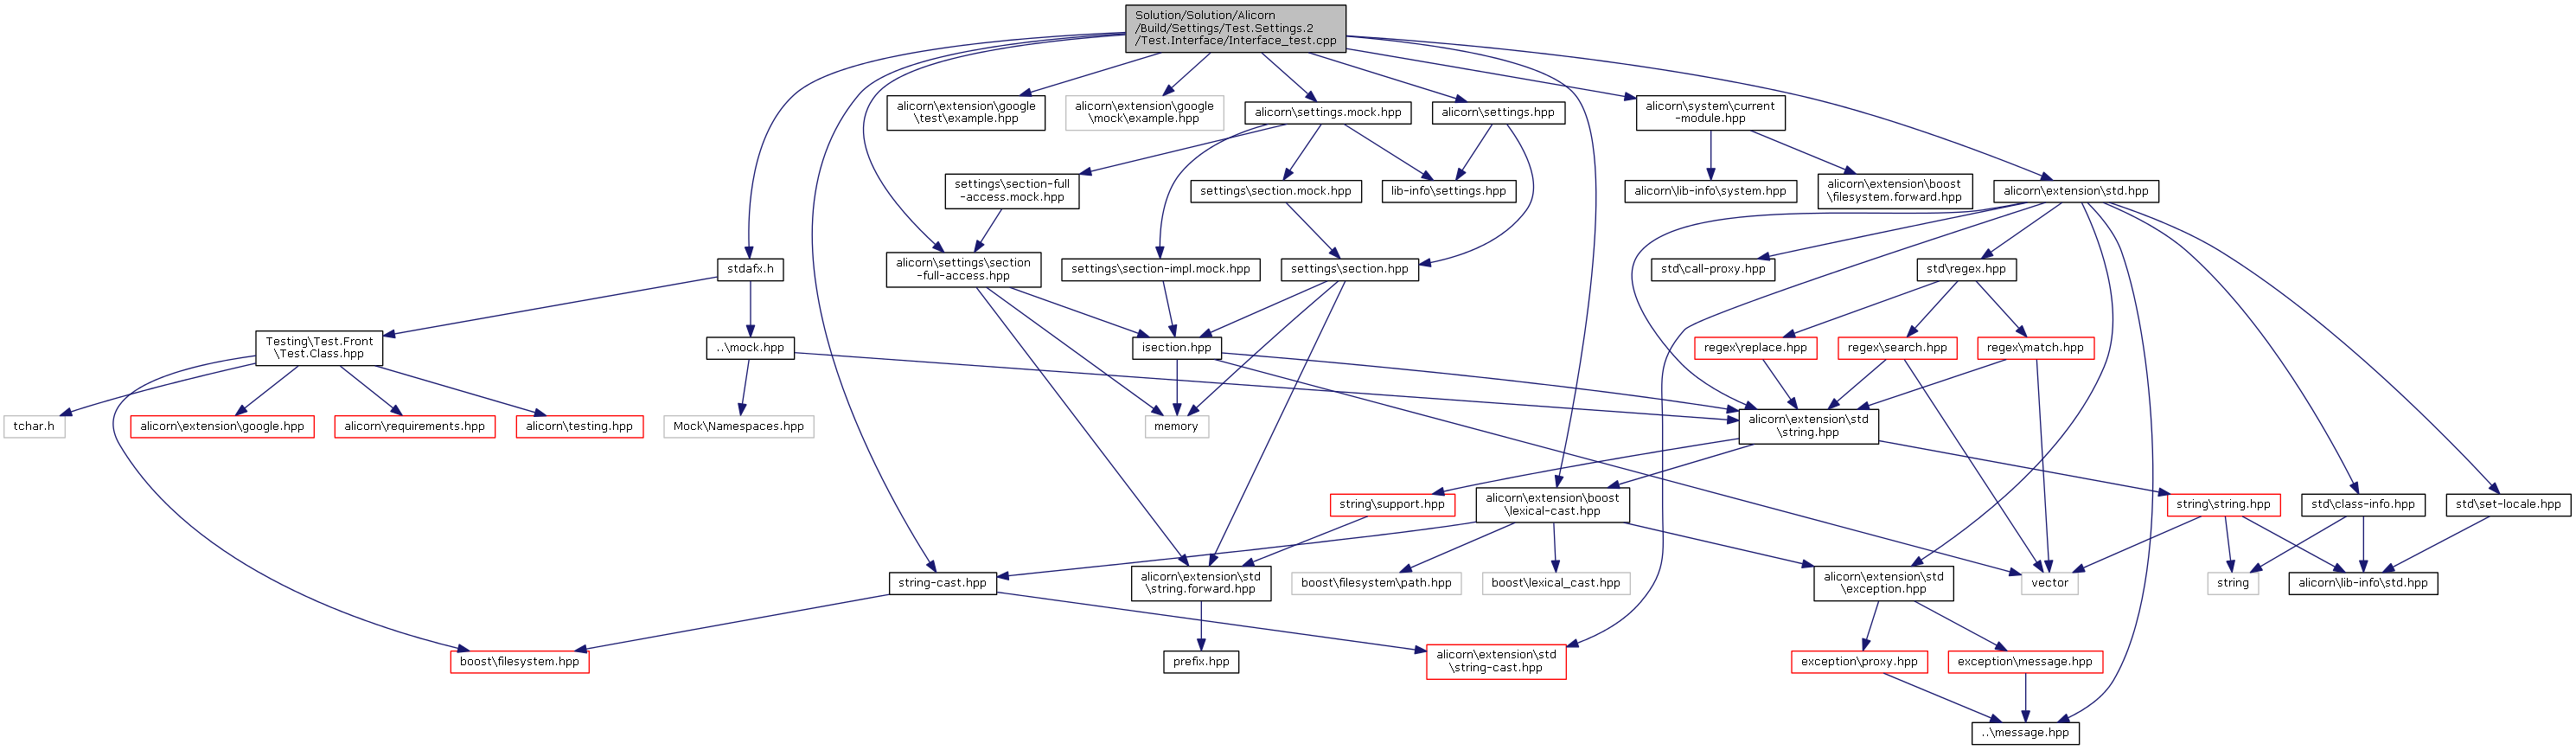 Solution/Solution/Alicorn
/Build/Settings/Test.Settings.2
/Test.Interface/Interface_test.cpp
alicorn\extension\google
\test\example.hpp
alicorn\extension\google
\mock\example.hpp
alicorn\settings.mock.hpp
alicorn\settings.hpp
alicorn\system\current
-module.hpp
settings\section-full
-access.mock.hpp
settings\section.mock.hpp
lib-info\settings.hpp
alicorn\lib-info\system.hpp
alicorn\extension\boost
\filesystem.forward.hpp
alicorn\extension\std.hpp
stdafx.h
alicorn\settings\section
-full-access.hpp
settings\section-impl.mock.hpp
settings\section.hpp
std\call-proxy.hpp
std\regex.hpp
Testing\Test.Front
\Test.Class.hpp
..\mock.hpp
isection.hpp
regex\replace.hpp
regex\search.hpp
regex\match.hpp
tchar.h
alicorn\extension\google.hpp
alicorn\requirements.hpp
alicorn\testing.hpp
Mock\Namespaces.hpp
memory
alicorn\extension\std
\string.hpp
string\support.hpp
alicorn\extension\boost
\lexical-cast.hpp
string\string.hpp
std\class-info.hpp
std\set-locale.hpp
string-cast.hpp
alicorn\extension\std
\string.forward.hpp
boost\filesystem\path.hpp
boost\lexical_cast.hpp
alicorn\extension\std
\exception.hpp
vector
string
alicorn\lib-info\std.hpp
boost\filesystem.hpp
prefix.hpp
alicorn\extension\std
\string-cast.hpp
exception\proxy.hpp
exception\message.hpp
..\message.hpp